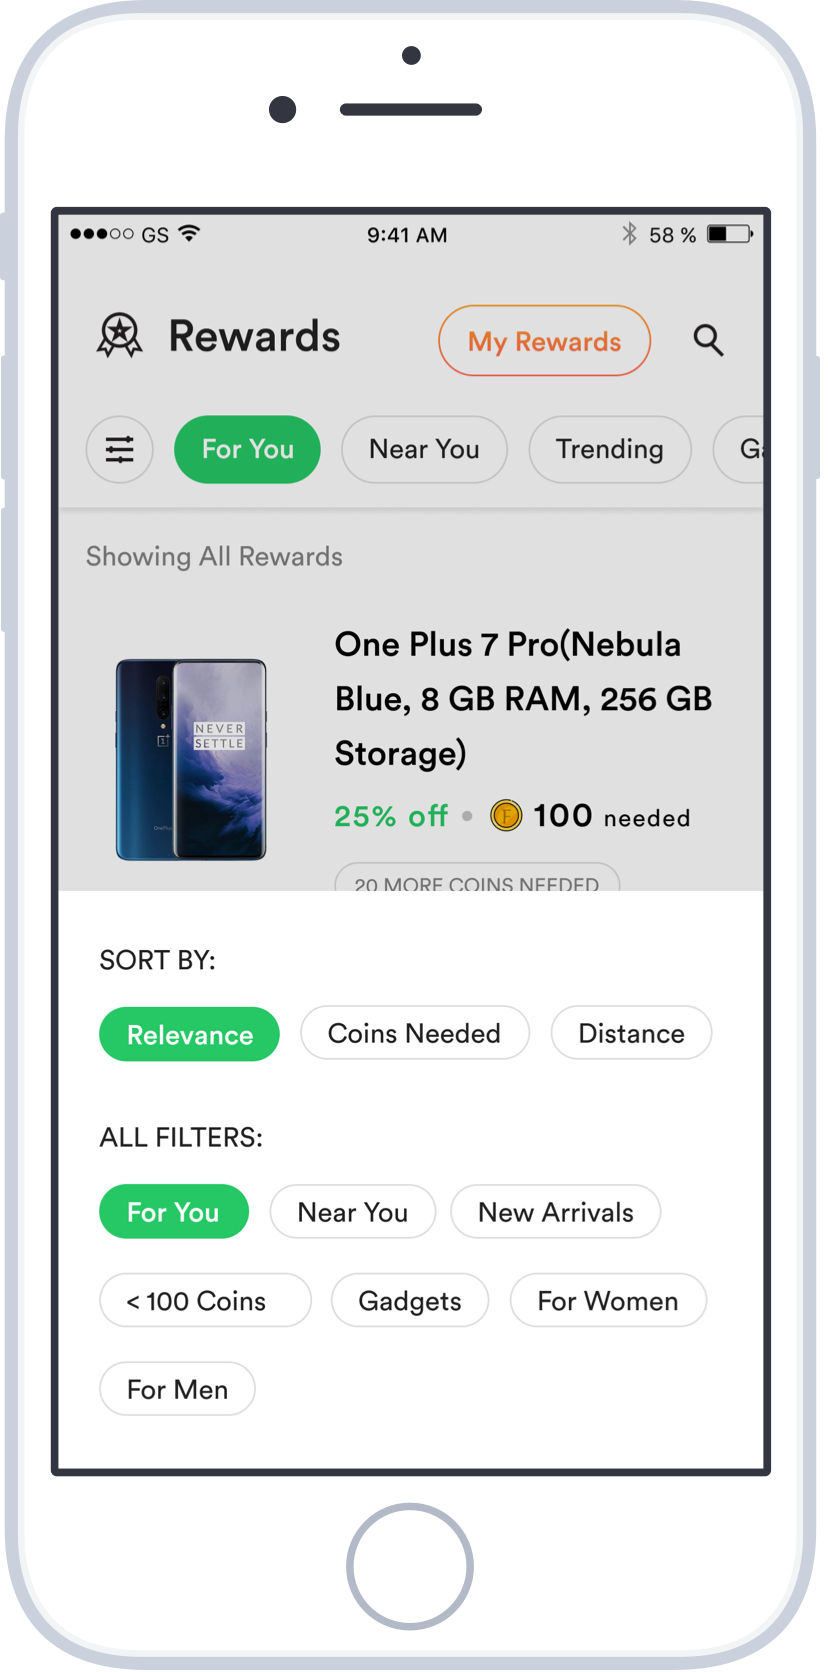 GS 9:41 AM 58 %
Rewards My Rewards
For You Near You Trending Ga
Showing All Rewards
One Plus 7 Pro(Nebula
Blue, 8 GB RAM, 256 GB
Storage)
NEVER
SETTLE
25% off • F 100 needed
20 MORE COINS NEEDED
SORT BY:
Relevance Coins Needed Distance
ALL FILTERS:
For You Near You New Arrivals
< 100 Coins Gadgets For Women
For Men